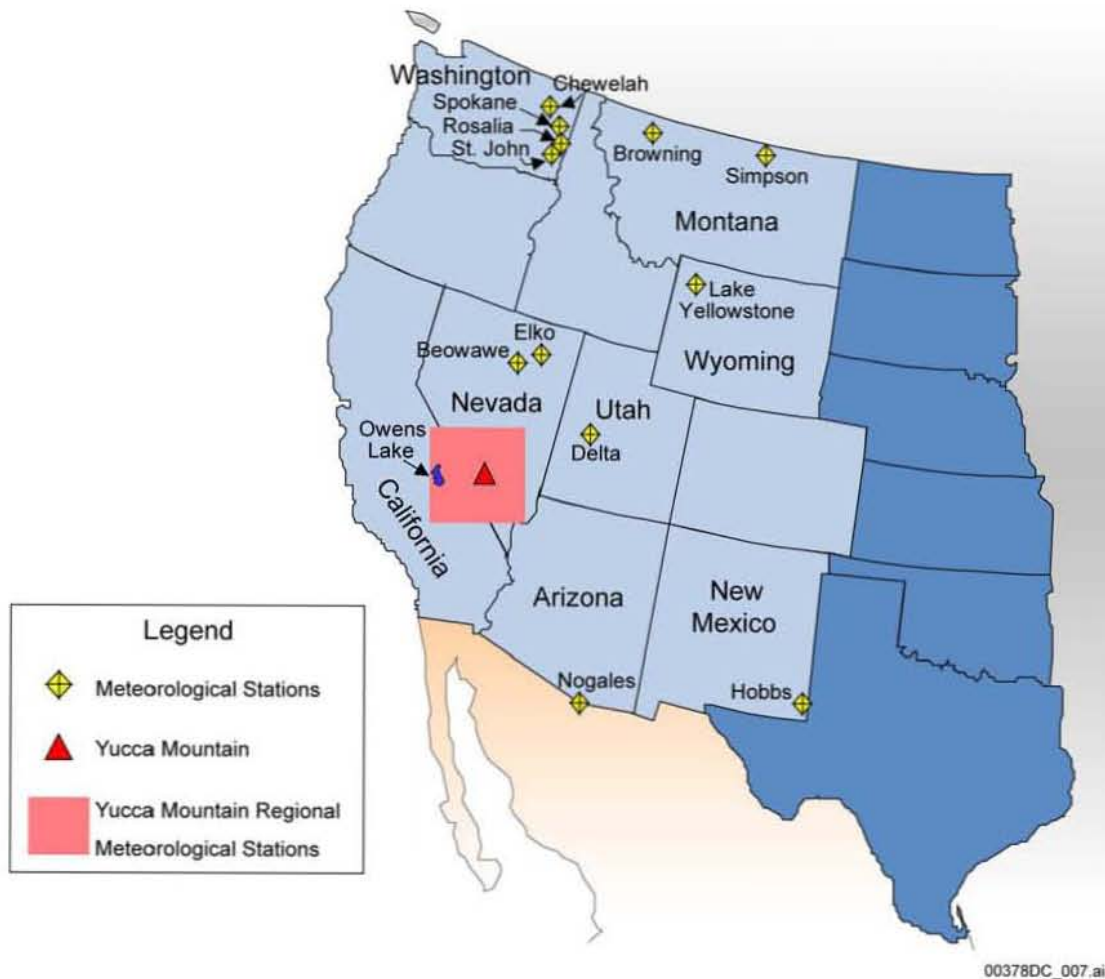 Washington
Chewelah
Spokane
Rosalia
St. John
Browning
Simpson
Montana
Lake
Yellowstone
Wyoming
Elko
Beowawe
Nevada
Utah
Delta
Owens
Lake
California
Arizona
New
Mexico
Nogales
Hobbs
Legend
Meteorological Stations
Yucca Mountain
Yucca Mountain Regional
Meteorological Stations
00378DC_007.ai